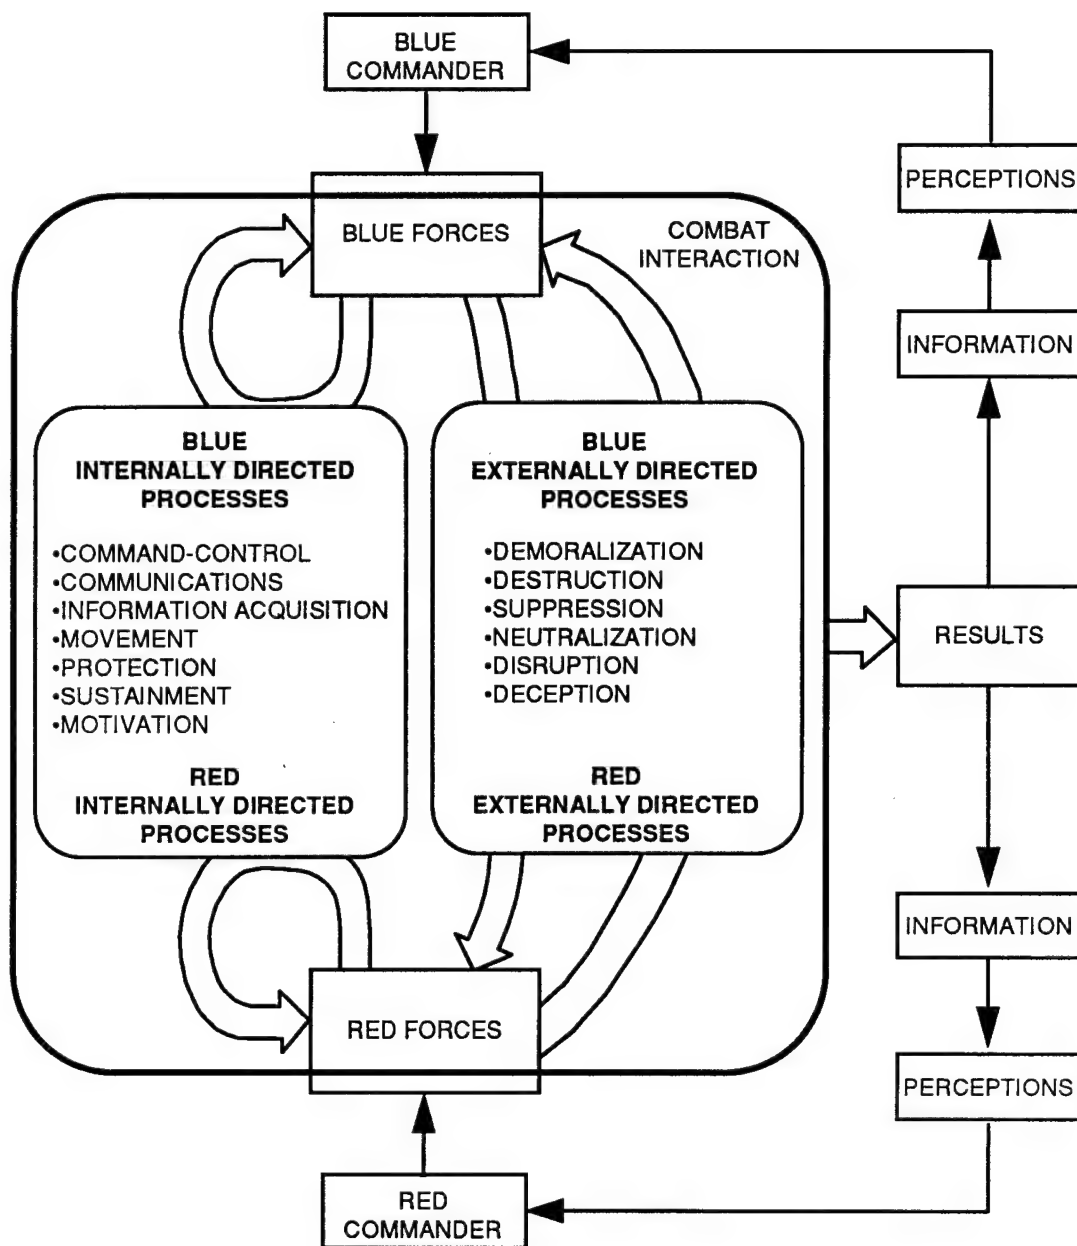 BLUE
COMMANDER
PERCEPTIONS
BLUE FORCES
COMBAT
INTERACTION
INFORMATION
BLUE
INTERNALLY DIRECTED
PROCESSES
•COMMAND-CONTROL
•COMMUNICATIONS
•INFORMATION ACQUISITION
•MOVEMENT
•PROTECTION
•SUSTAINMENT
•MOTIVATION
RED
INTERNALLY DIRECTED
PROCESSES
BLUE
EXTERNALLY DIRECTED
PROCESSES
•DEMORALIZATION
•DESTRUCTION
•SUPPRESSION
•NEUTRALIZATION
•DISRUPTION
•DECEPTION
RED
EXTERNALLY DIRECTED
PROCESSES
RESULTS
INFORMATION
RED FORCES
PERCEPTIONS
RED
COMMANDER